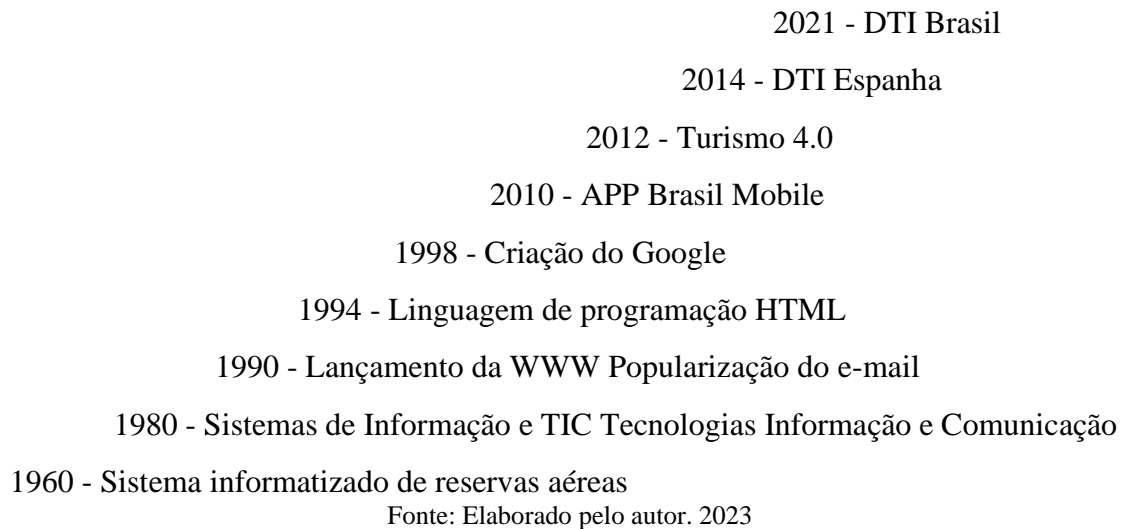 2021 - DTI Brasil
2014 - DTI Espanha
2012 - Turismo 4.0
2010 - APP Brasil Mobile
1998 - Criação do Google
1994 - Linguagem de programação HTML
1990 - Lançamento da WWW Popularização do e-mail
1980 - Sistemas de Informação e TIC Tecnologias Informação e Comunicação
1960 - Sistema informatizado de reservas aéreas
Fonte: Elaborado pelo autor. 2023